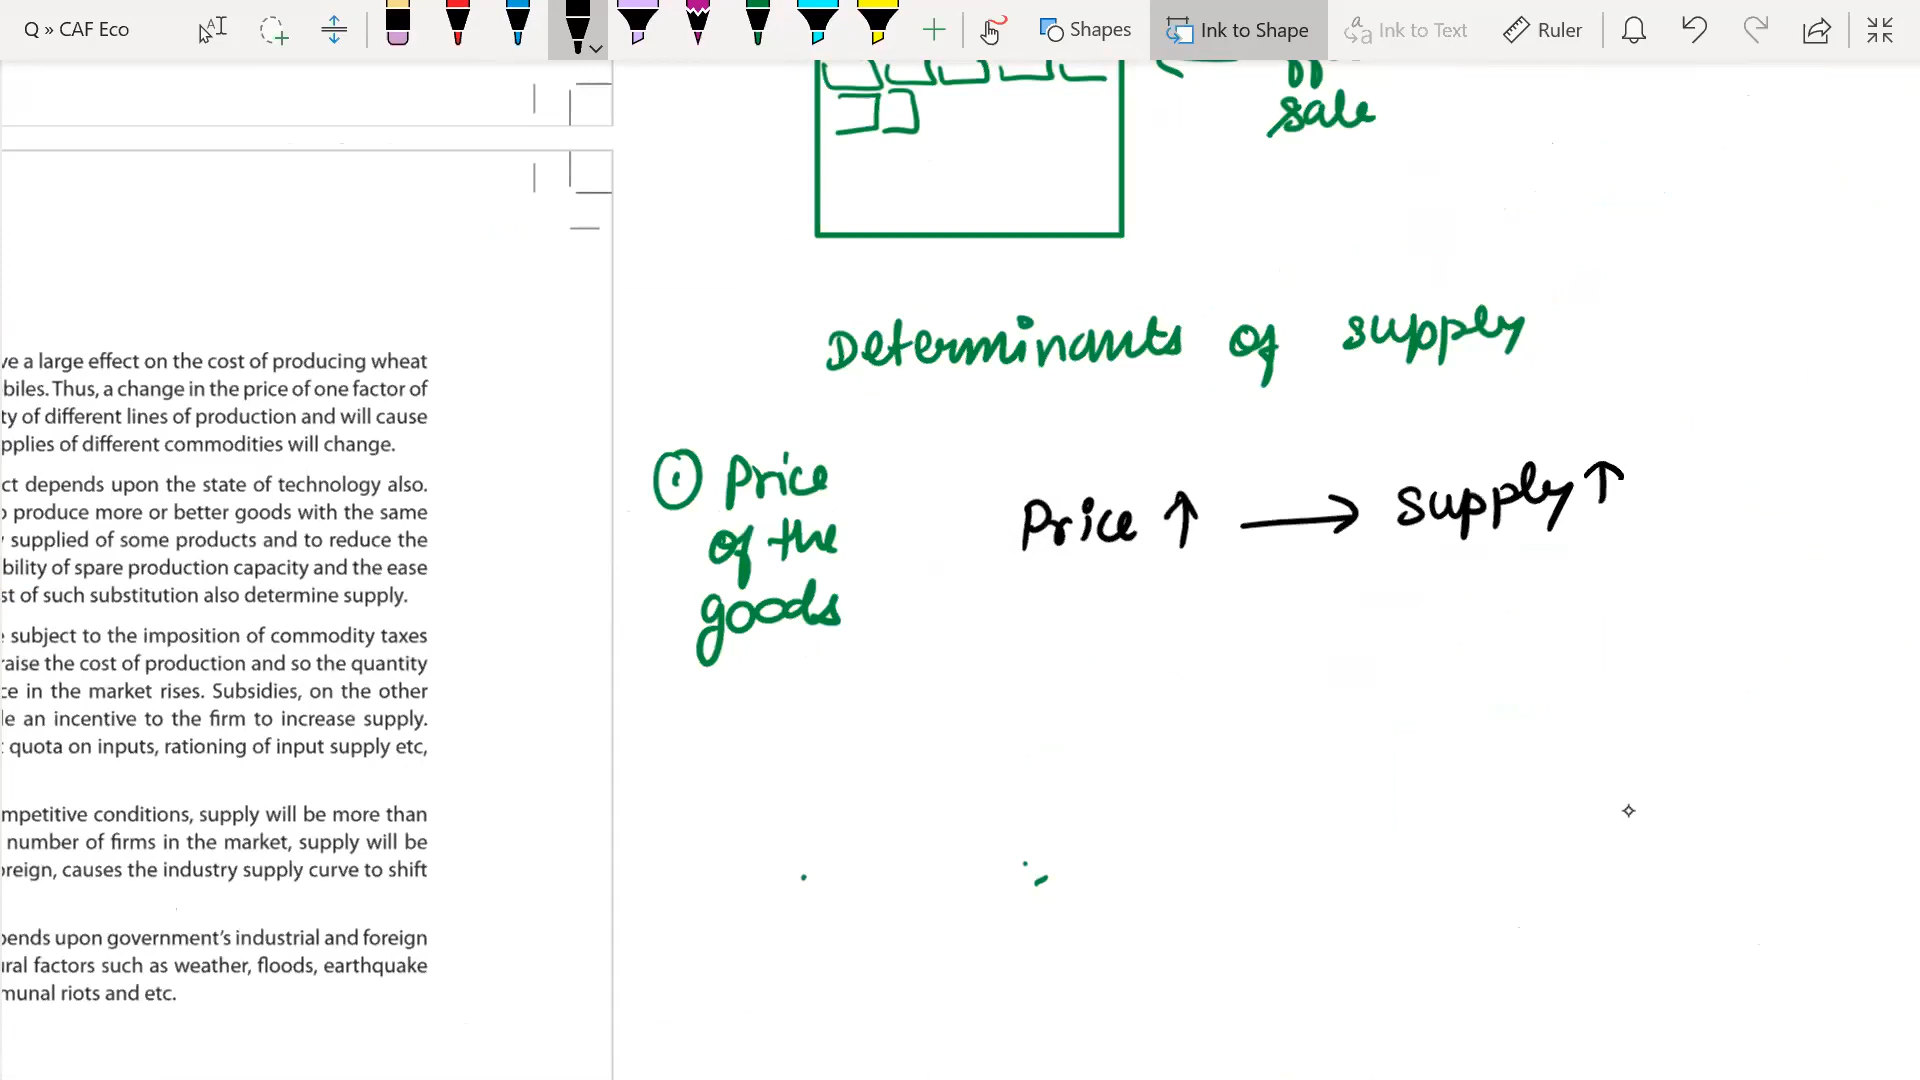 Q » CAF Eco
Shapes
Ink to Shape
Ink to Text
Ruler
sale
Determinants of supply
① Price of the goods
Price ↑ → Supply ↑
ve a large effect on the cost of producing wheat
biles. Thus, a change in the price of one factor of
ty of different lines of production and will cause
pplies of different commodities will change.
ct depends upon the state of technology also.
o produce more or better goods with the same
supplied of some products and to reduce the
bility of spare production capacity and the ease
st of such substitution also determine supply.
subject to the imposition of commodity taxes
raise the cost of production and so the quantity
ce in the market rises. Subsidies, on the other
le an incentive to the firm to increase supply.
quota on inputs, rationing of input supply etc,
mpetitive conditions, supply will be more than
number of firms in the market, supply will be
oreign, causes the industry supply curve to shift
pends upon government's industrial and foreign
ural factors such as weather, floods, earthquake
munal riots and etc.